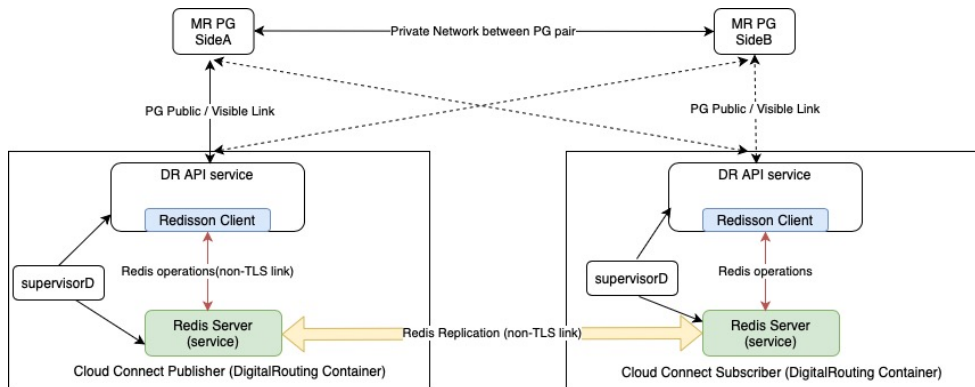 MR PG
SideA
Private Network between PG pair
MR PG
SideB
PG Public / Visible Link
PG Public / Visible Link
DR API service
Redisson Client
supervisorD
Redis operations(non-TLS link)
Redis Server
(service)
Cloud Connect Publisher (DigitalRouting Container)
Redis Replication (non-TLS link)
DR API service
Redisson Client
supervisorD
Redis operations
Redis Server
(service)
Cloud Connect Subscriber (DigitalRouting Container)